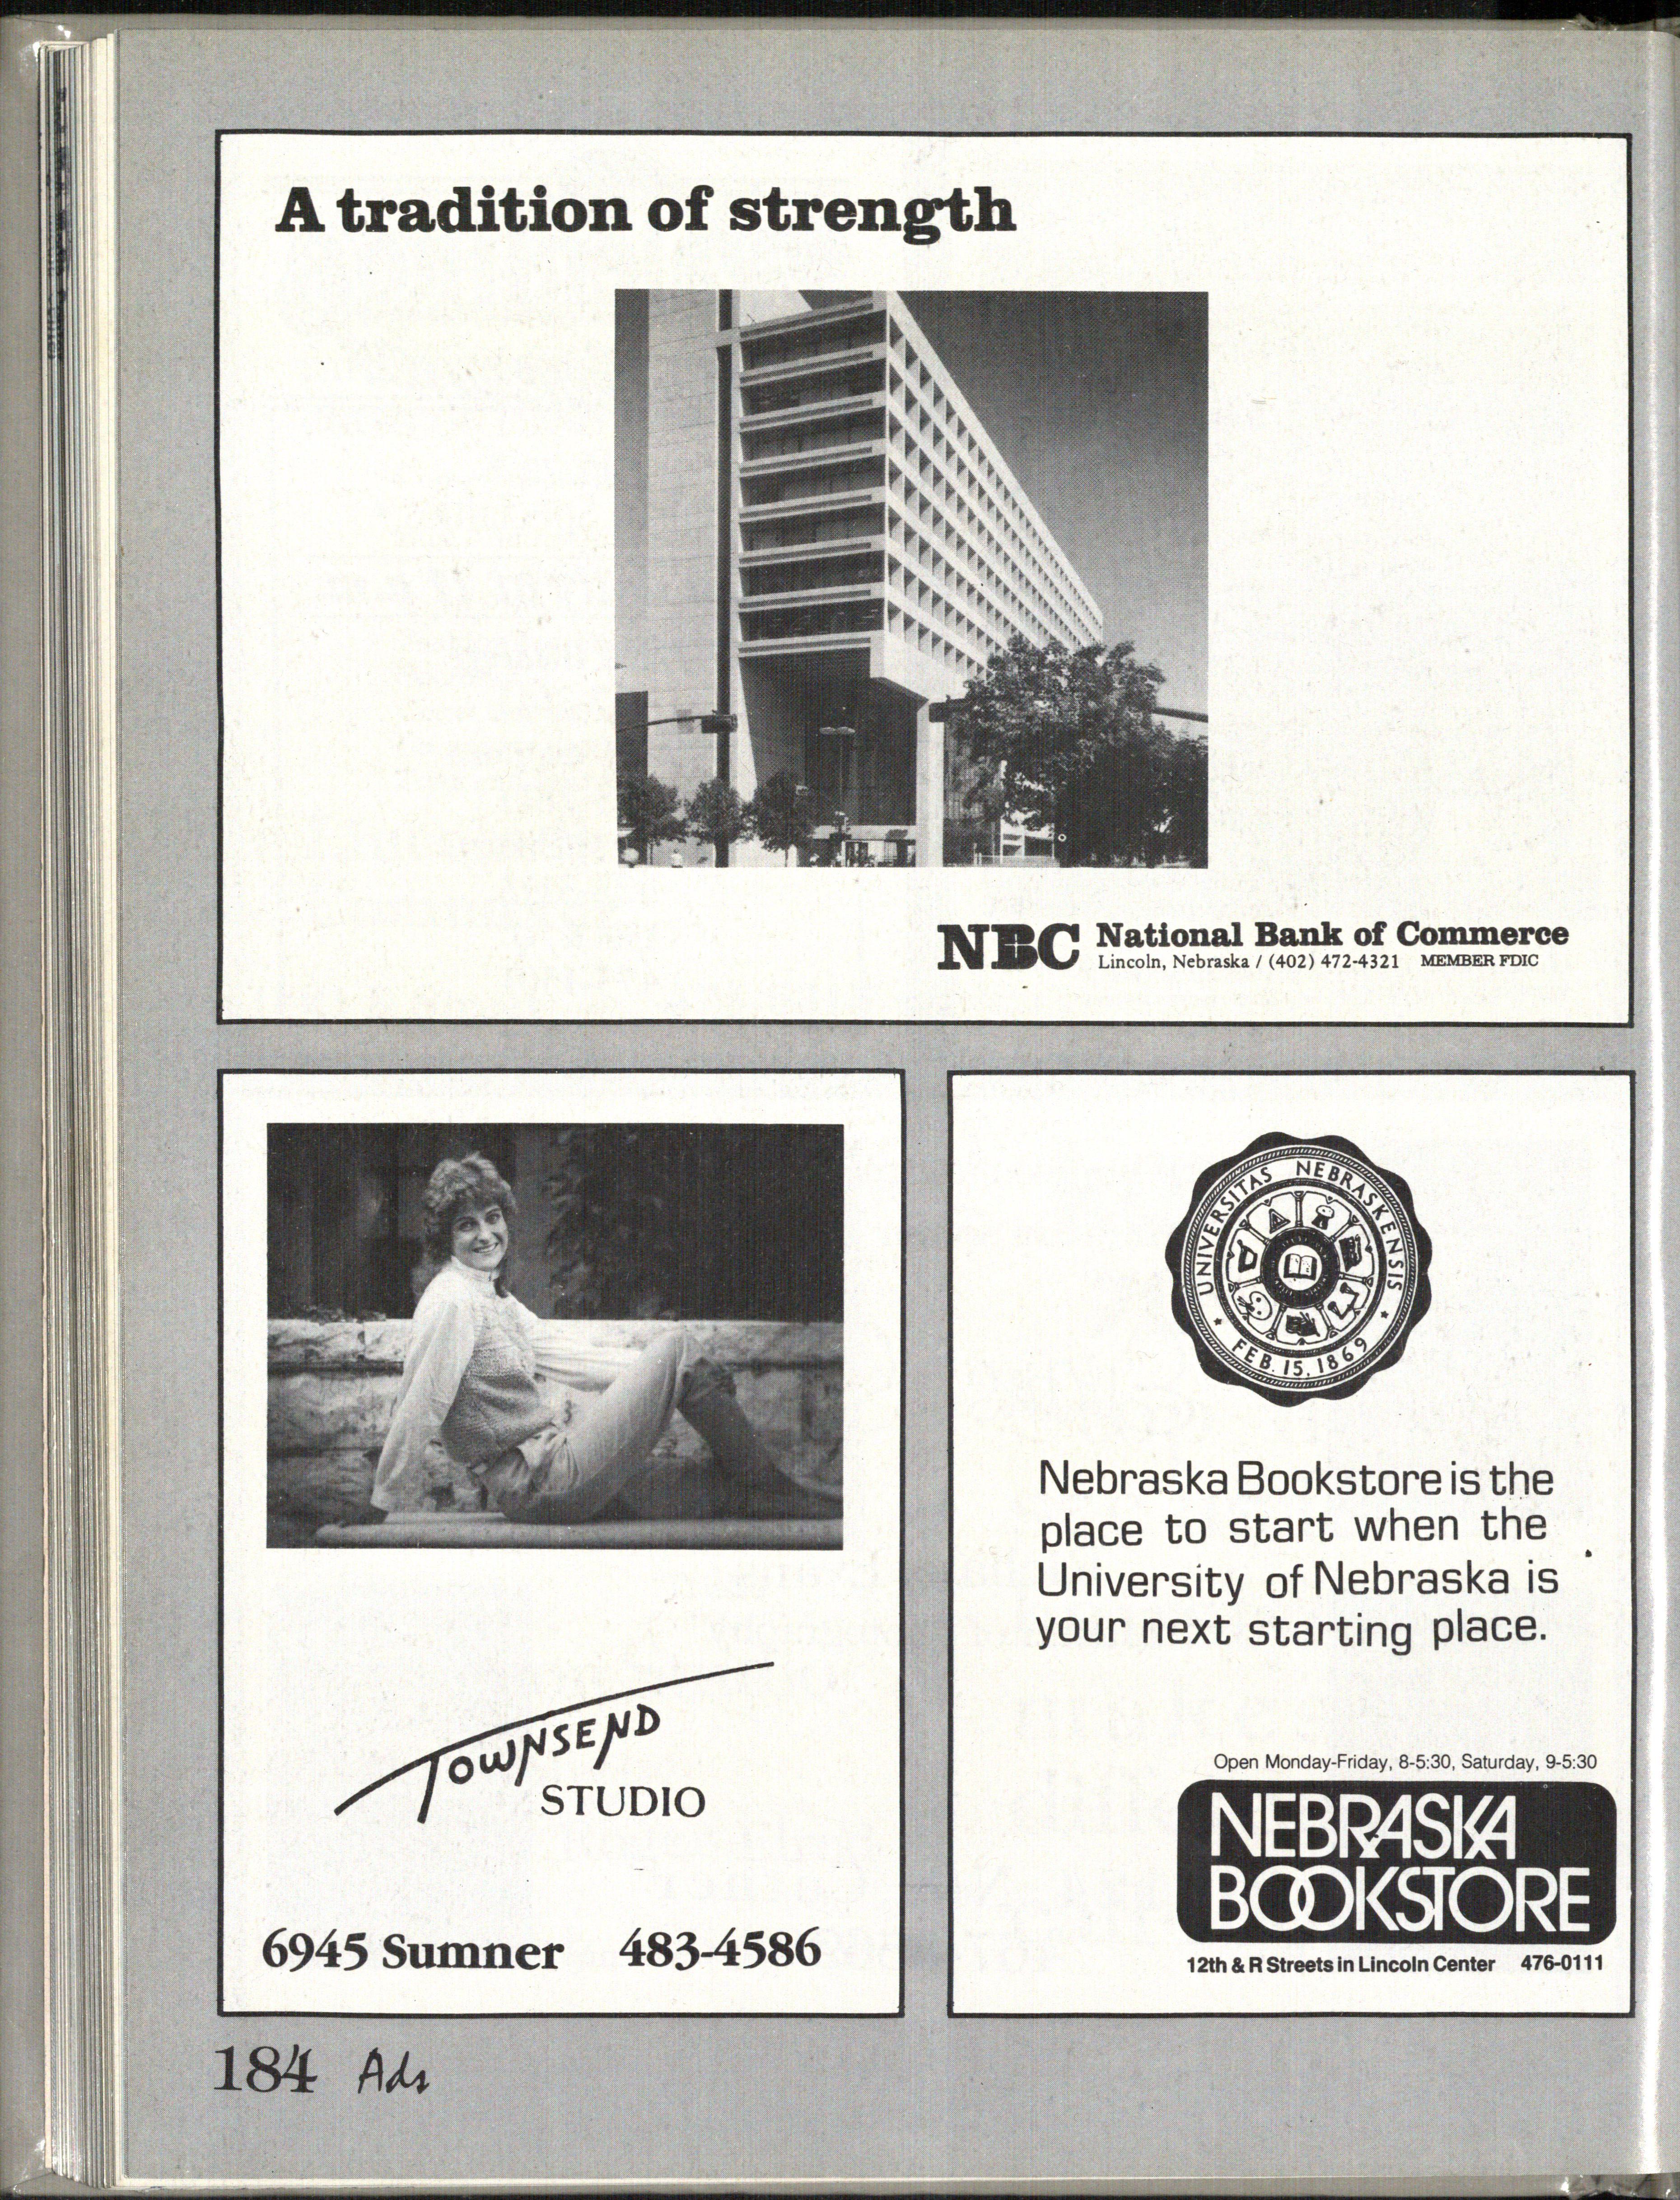 A tradition of strength
NBC National Bank of Commerce
Lincoln, Nebraska / (402) 472-4321 MEMBER FDIC
TOWNSEND
STUDIO
6945 Sumner 483-4586
UNIVERSITAS NEBRASKENSIS
FEB. 15, 1869
Nebraska Bookstore is the
place to start when the
University of Nebraska is
your next starting place.
Open Monday-Friday, 8-5:30, Saturday, 9-5:30
NEBRASKA
BOOKSTORE
12th & R Streets in Lincoln Center 476-0111
184 Ads